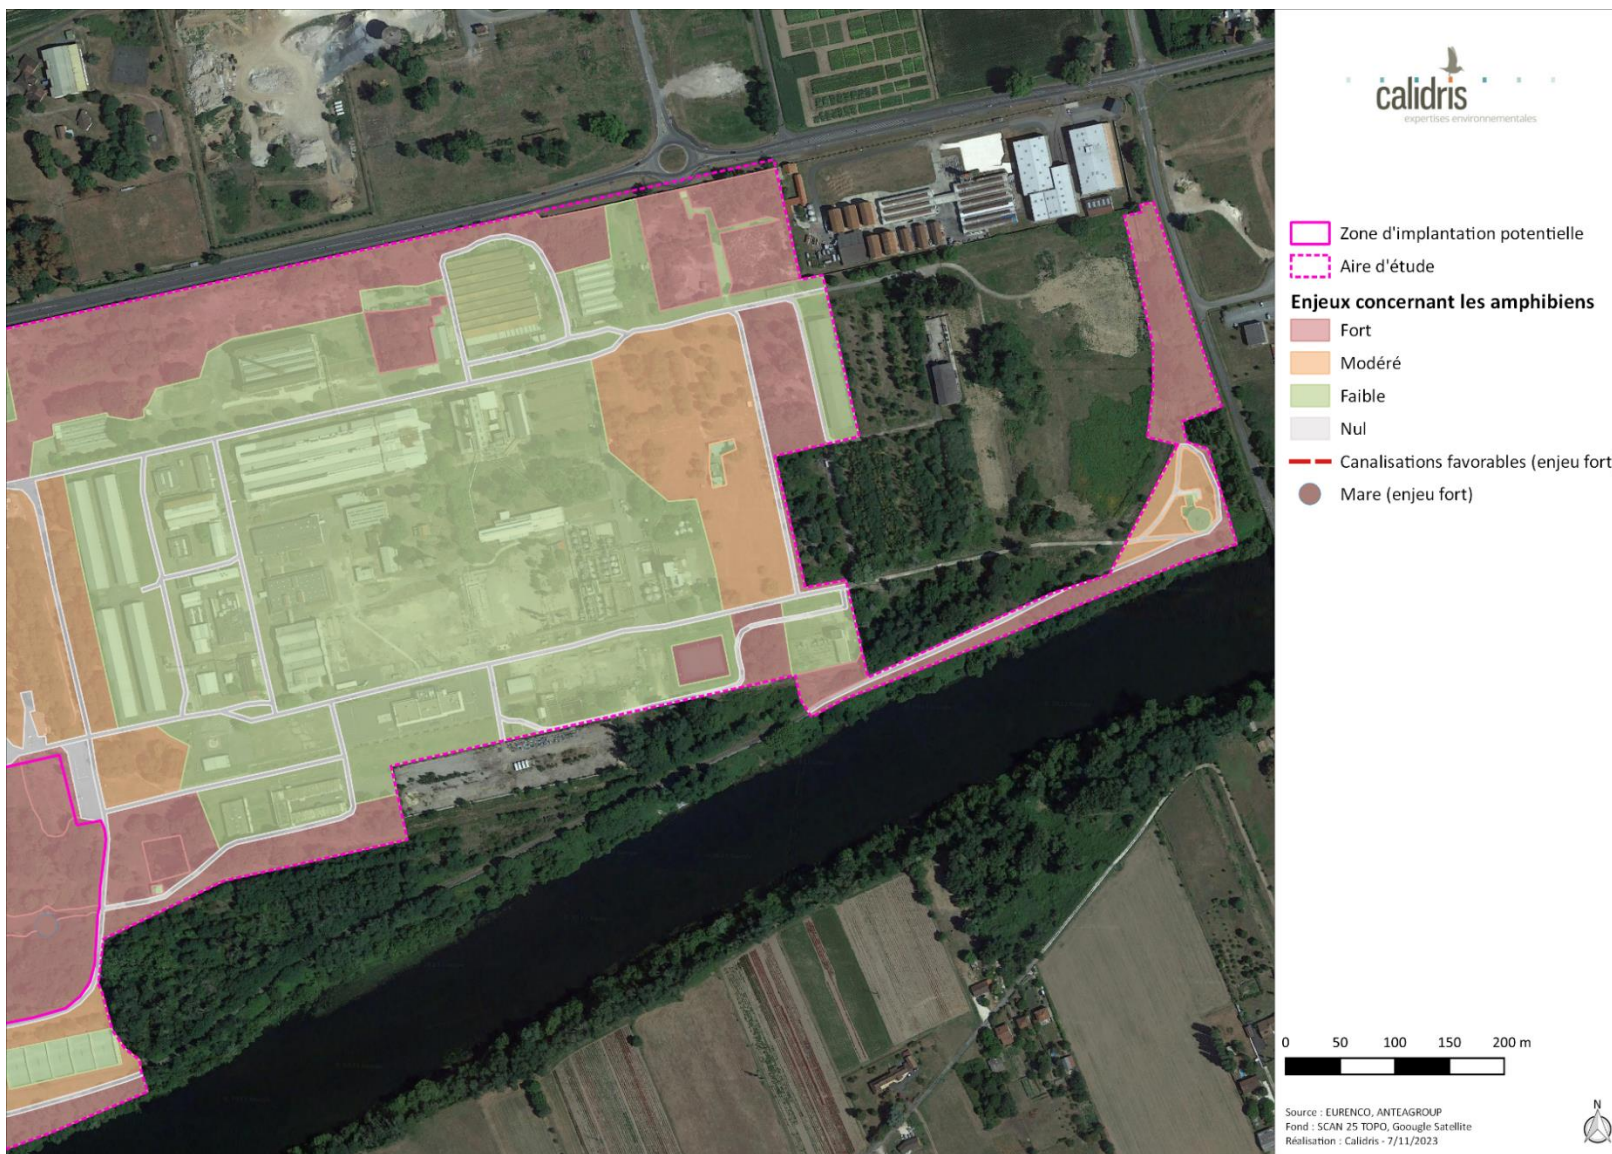 calidris
expertises environnementales
Zone d'implantation potentielle
Aire d'étude
Enjeux concernant les amphibiens
Fort
Modéré
Faible
Nul
Canalisations favorables (enjeu fort
Mare (enjeu fort)
0 50 100 150 200 m
Source : EURENCO, ANTEAGROUP
Fond : SCAN 25 TOPO, Goougle Satellite
Réalisation : Calidris - 7/11/2023
N